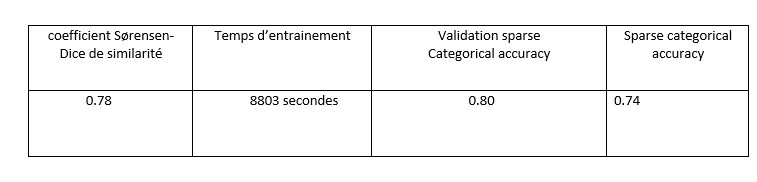 coefficient Sørensen-
Dice de similarité
Temps d’entrainement
Validation sparse
Categorical accuracy
Sparse categorical
accuracy
0.78
8803 secondes
0.80
0.74